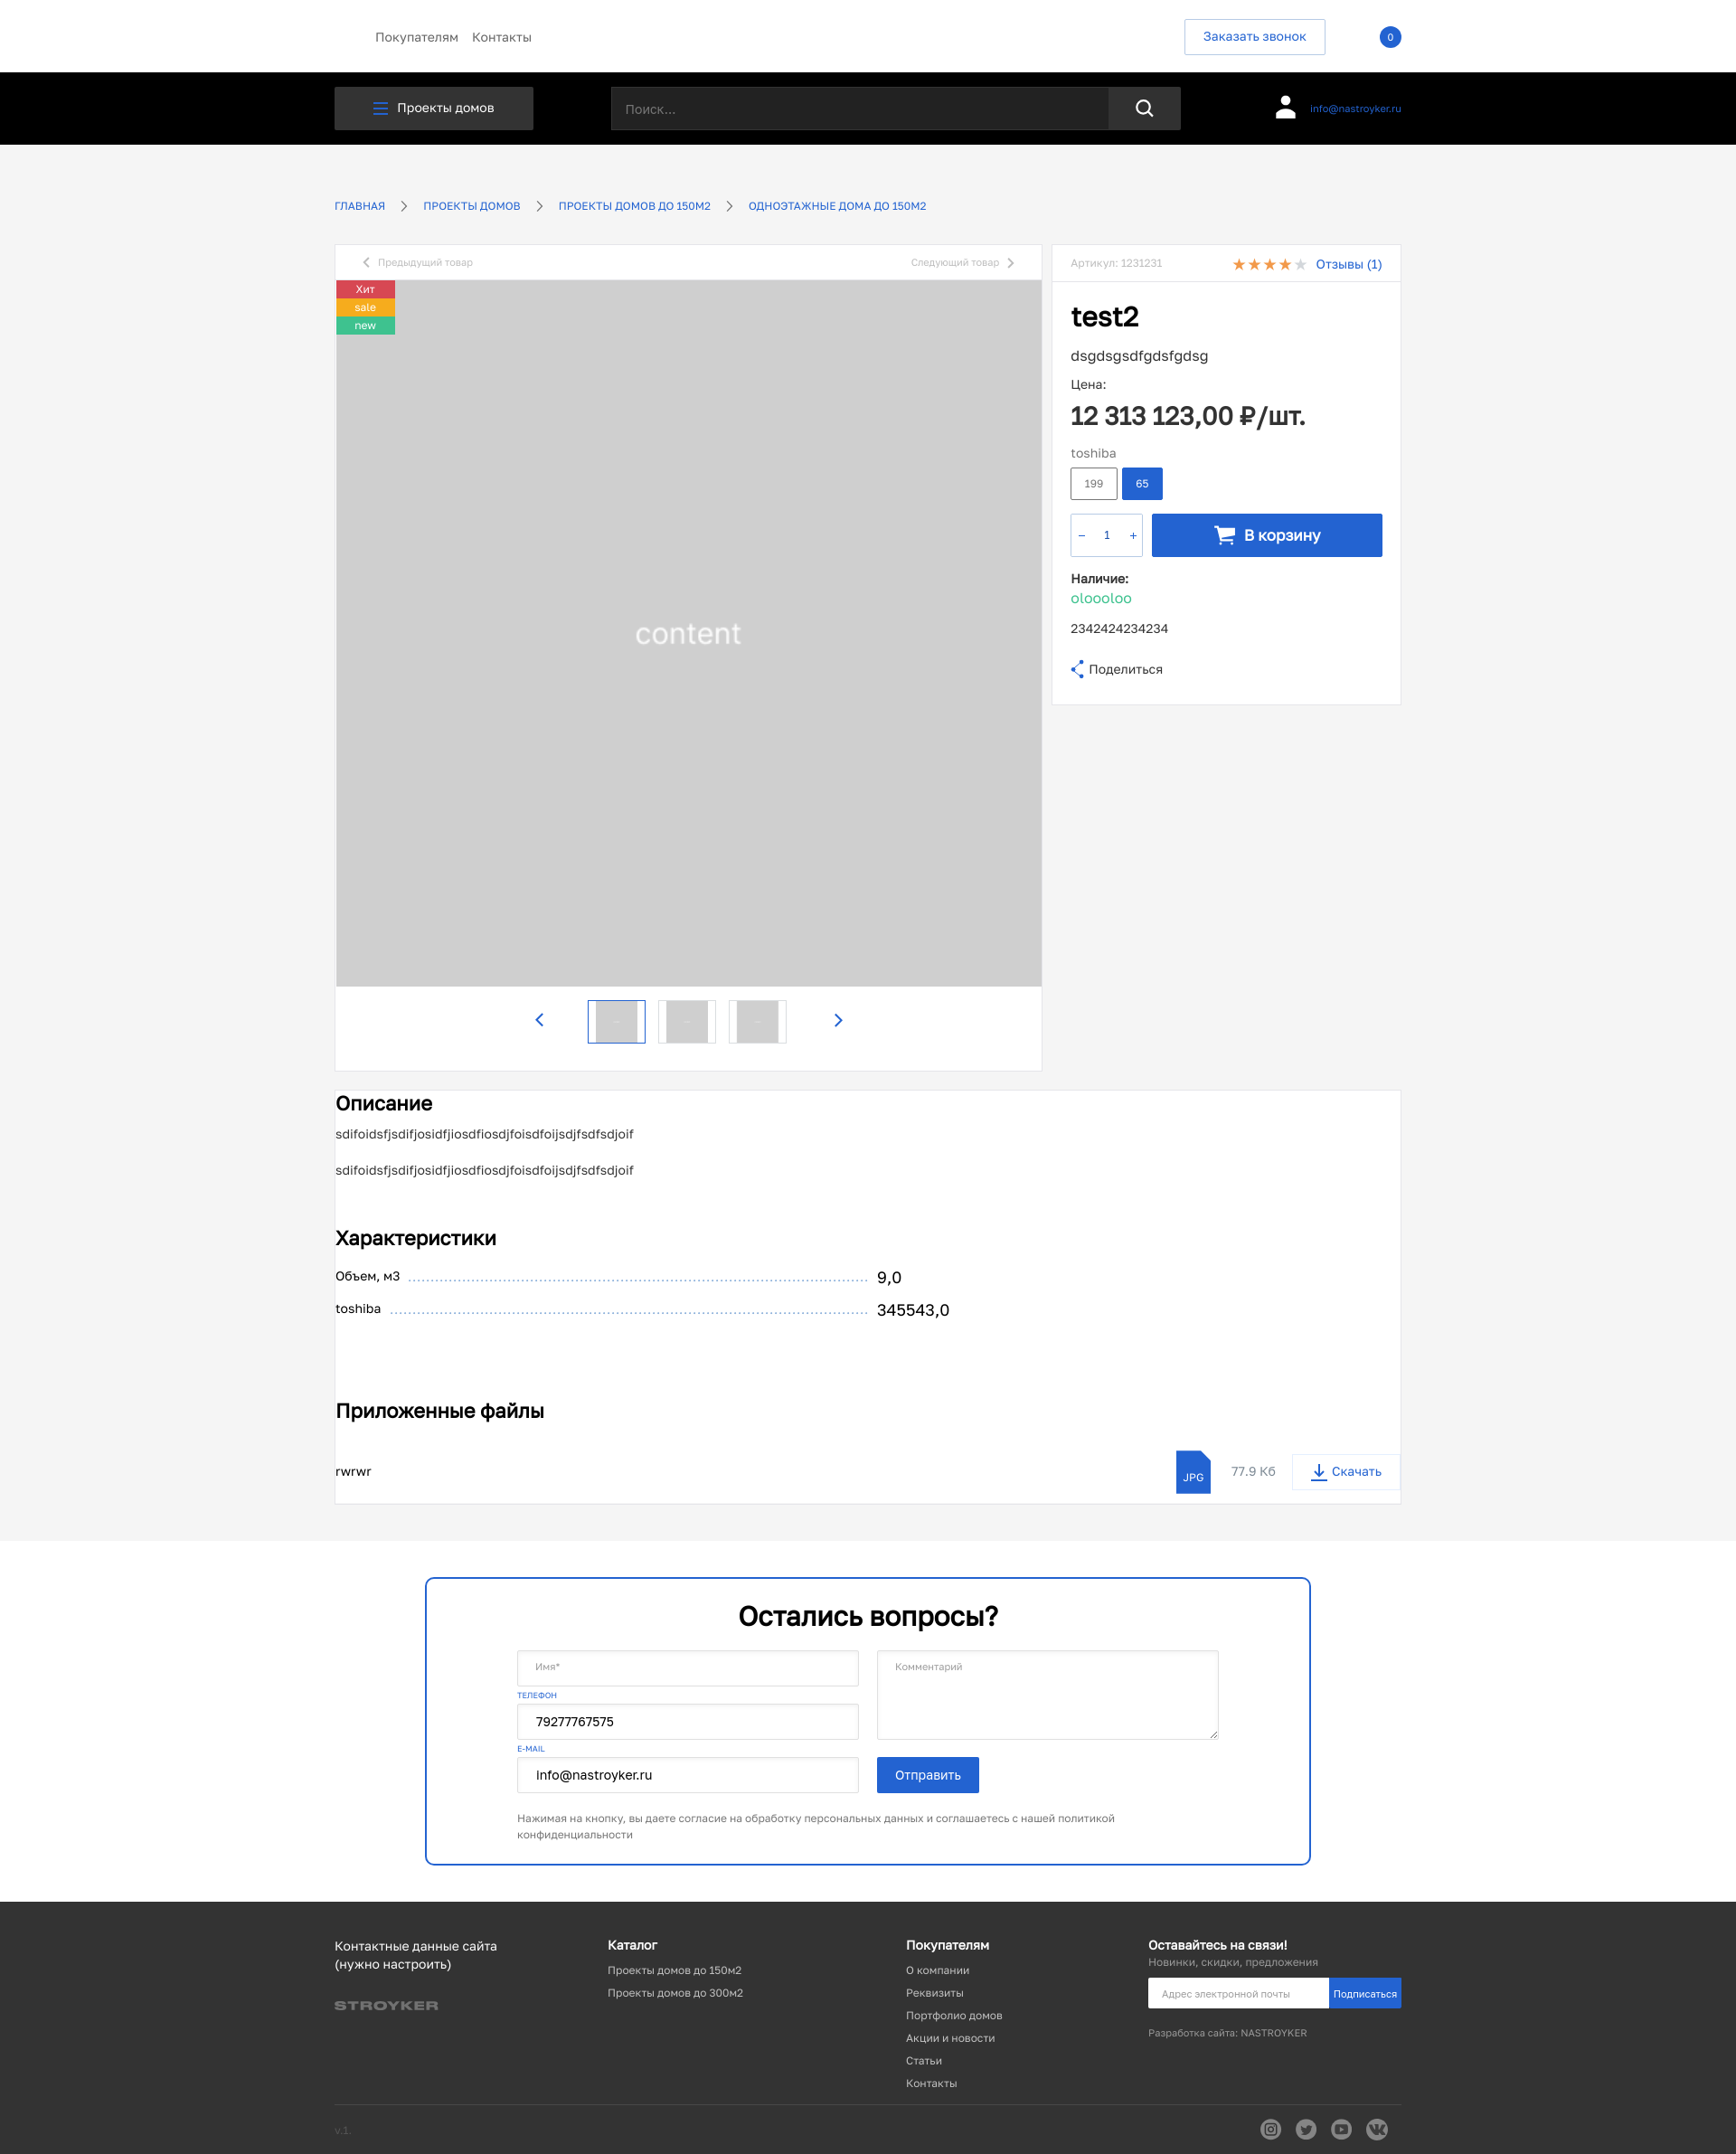 Покупателям Контакты Заказать звонок 0
Проекты домов Поиск... info@nastroyker.ru
ГЛАВНАЯ ПРОЕКТЫ ДОМОВ ПРОЕКТЫ ДОМОВ ДО 150М2 ОДНОЭТАЖНЫЕ ДОМА ДО 150М2
Предыдущий товар Следующий товар
Хит
sale
new
content
Артикул: 1231231 Отзывы (1)
test2
dsgdsgsdfgdsfgdsg
Цена:
12 313 123,00 ₽/шт.
toshiba
199 65
− 1 + В корзину
Наличие:
oloooloo
2342424234234
Поделиться
Описание
sdifoidsfjsdifjosidfjiosdfiosdjfoisdfoijsdjfsdfsdjoif
sdifoidsfjsdifjosidfjiosdfiosdjfoisdfoijsdjfsdfsdjoif
Характеристики
Объем, м3 9,0
toshiba 345543,0
Приложенные файлы
rwrwr JPG 77.9 Кб Скачать
Остались вопросы?
Имя*
Комментарий
ТЕЛЕФОН
79277767575
E-MAIL
info@nastroyker.ru
Отправить
Нажимая на кнопку, вы даете согласие на обработку персональных данных и соглашаетесь с нашей политикой
конфиденциальности
Контактные данные сайта
(нужно настроить)
STROYKER
Каталог
Проекты домов до 150м2
Проекты домов до 300м2
Покупателям
О компании
Реквизиты
Портфолио домов
Акции и новости
Статьи
Контакты
Оставайтесь на связи!
Новинки, скидки, предложения
Адрес электронной почты Подписаться
Разработка сайта: NASTROYKER
v.1.